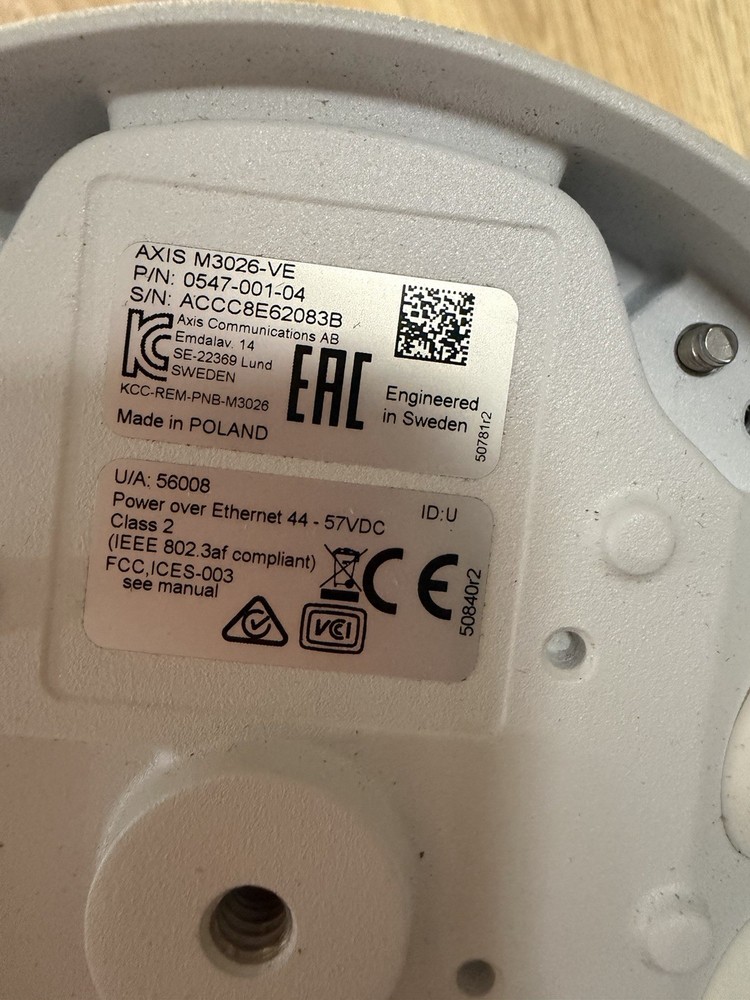 AXIS M3026-VE
P/N: 0547-001-04
S/N: ACCC8E62083B
Axis Communications AB
Emdalav. 14
SE-22369 Lund
SWEDEN
KCC-REM-PNB-M3026
EAC
Engineered
in Sweden
50781r2
Made in POLAND
U/A: 56008
ID:U
Power over Ethernet 44 - 57VDC
Class 2
(IEEE 802.3af compliant)
FCC,ICES-003
see manual
CE
50840r2
VCCI